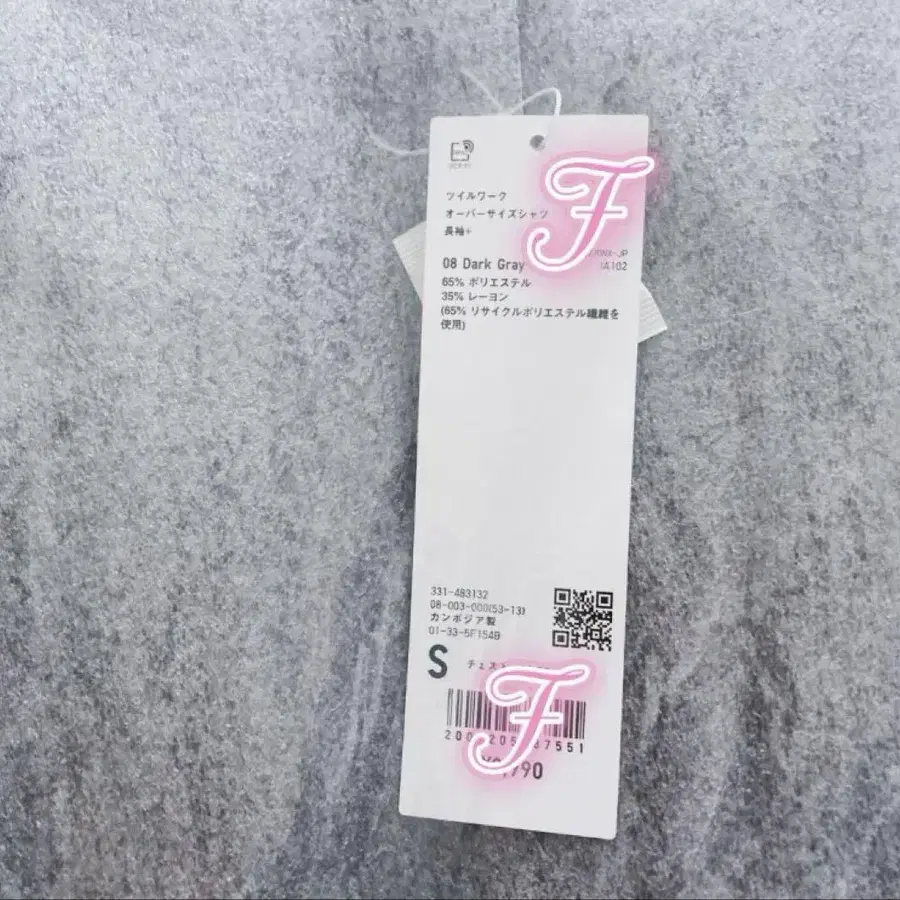 ツイルワーク
オーバーサイズシャツ
長袖+
08 Dark Gray
IA102
65% ポリエステル
35% レーヨン
(65% リサイクルポリエステル繊維を
使用)
331-483132
08-003-000(53-13)
カンボジア製
01-33-5F154B
S
F
F